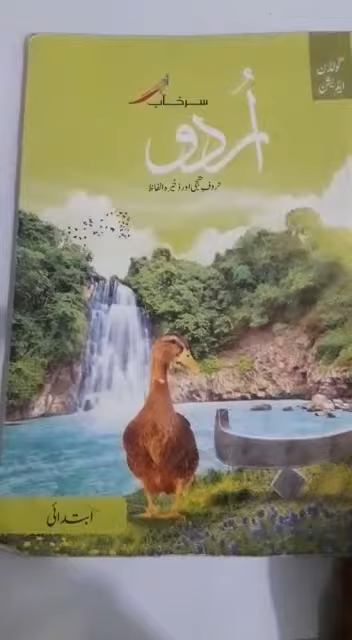 گولڈن
ایڈیشن
سرخاب
اُردو
حروفِ تہجی اور ذخیرہ الفاظ
ابتدائی